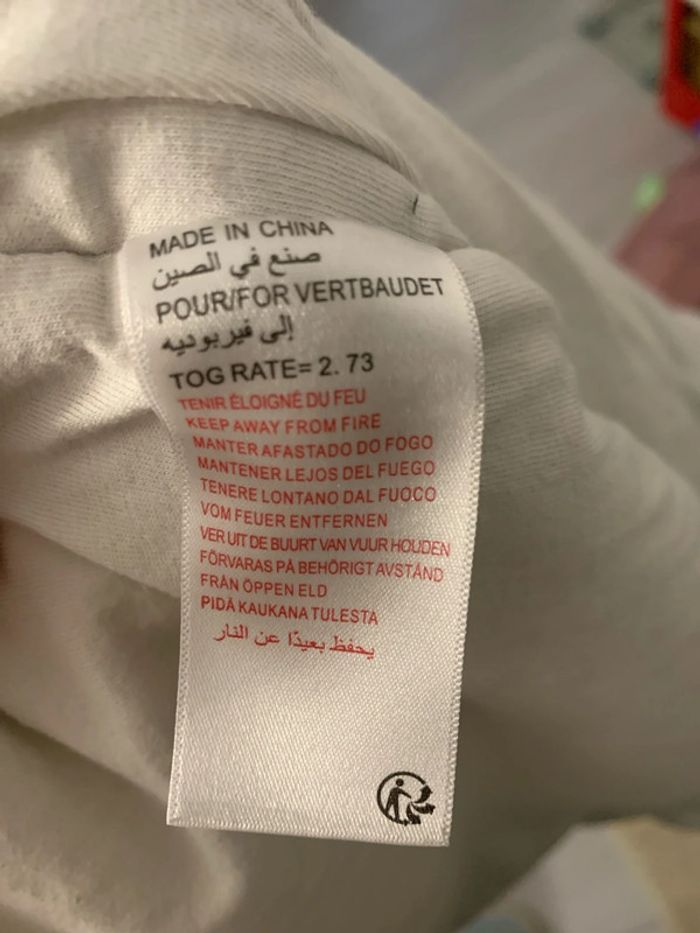 MADE IN CHINA
صنع في الصين
POUR/FOR VERTBAUDET
إلى فيربوديه
TOG RATE= 2. 73
TENIR ÉLOIGNÉ DU FEU
KEEP AWAY FROM FIRE
MANTER AFASTADO DO FOGO
MANTENER LEJOS DEL FUEGO
TENERE LONTANO DAL FUOCO
VOM FEUER ENTFERNEN
VER UIT DE BUURT VAN VUUR HOUDEN
FÖRVARAS PÅ BEHÖRIGT AVSTÅND
FRÅN ÖPPEN ELD
PIDÄ KAUKANA TULESTA
يحفظ بعيدًا عن النار